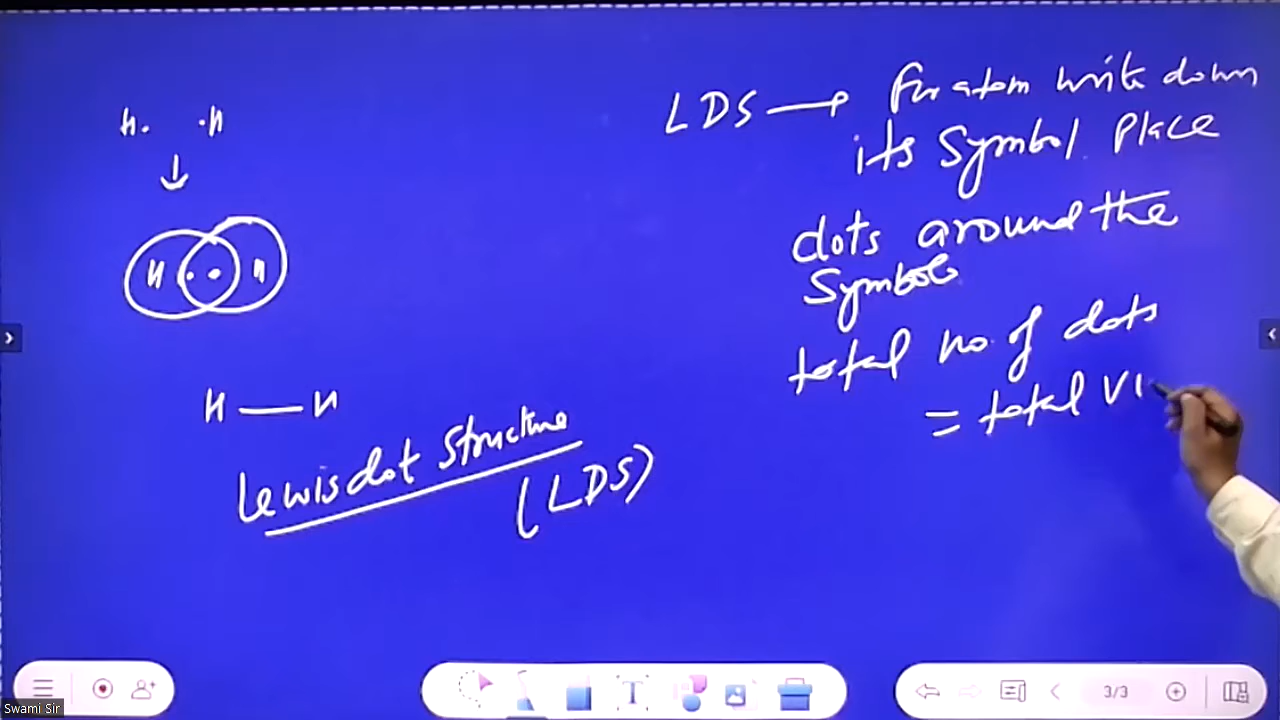 H. .H
H . . H
H — H
Lewis dot structure
(LDS)
LDS → for atom write down
its symbol place
dots around the
symbol
total no. of dots
= total V
T
3/3
Swami Sir